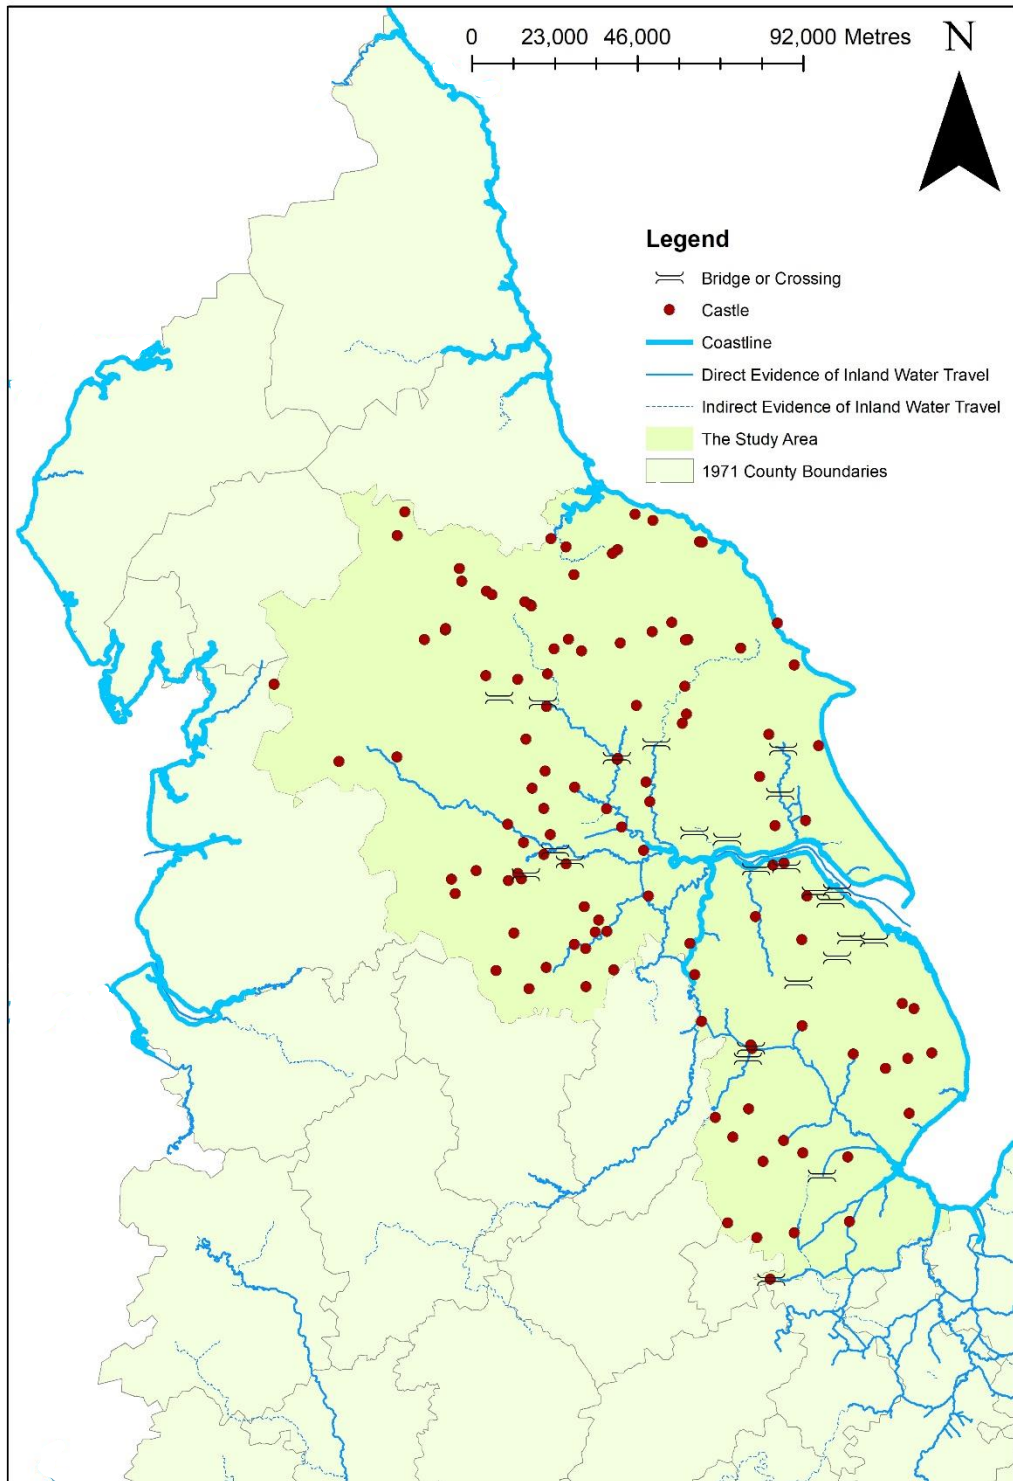 0 23,000 46,000 92,000 Metres
N
Legend
Bridge or Crossing
Castle
Coastline
Direct Evidence of Inland Water Travel
Indirect Evidence of Inland Water Travel
The Study Area
1971 County Boundaries